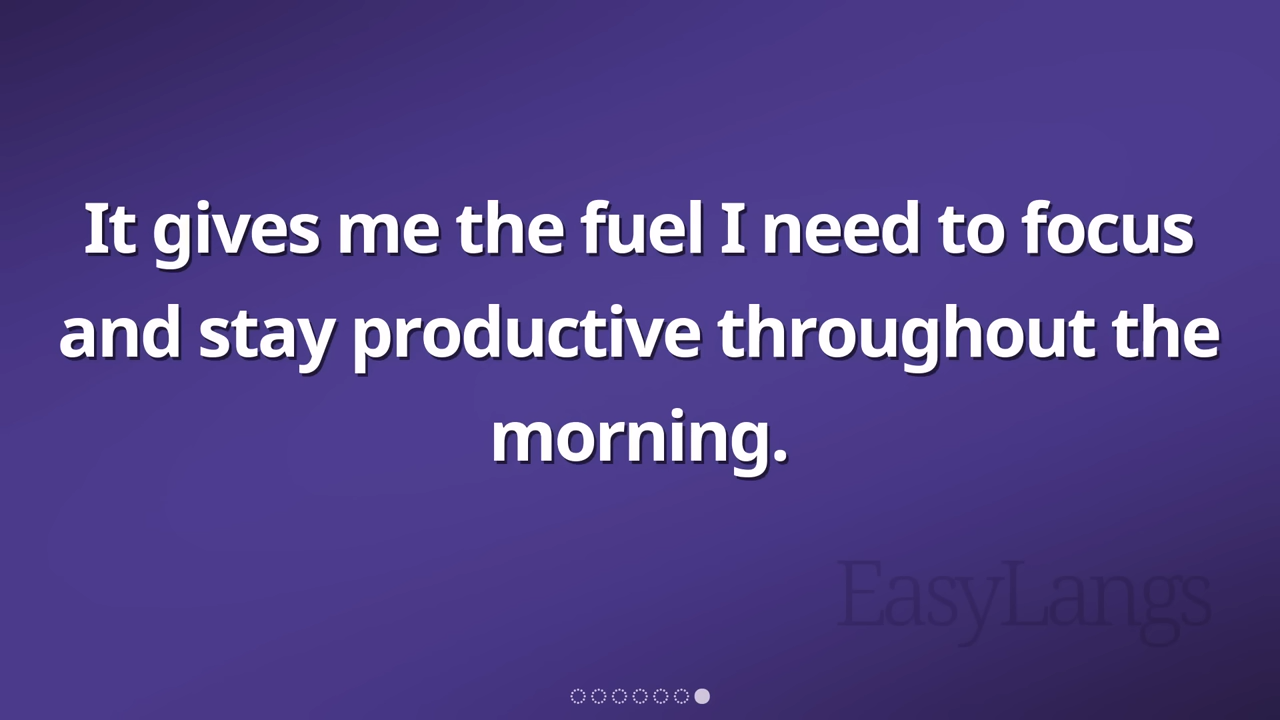 It gives me the fuel I need to focus
and stay productive throughout the
morning.
EasyLangs